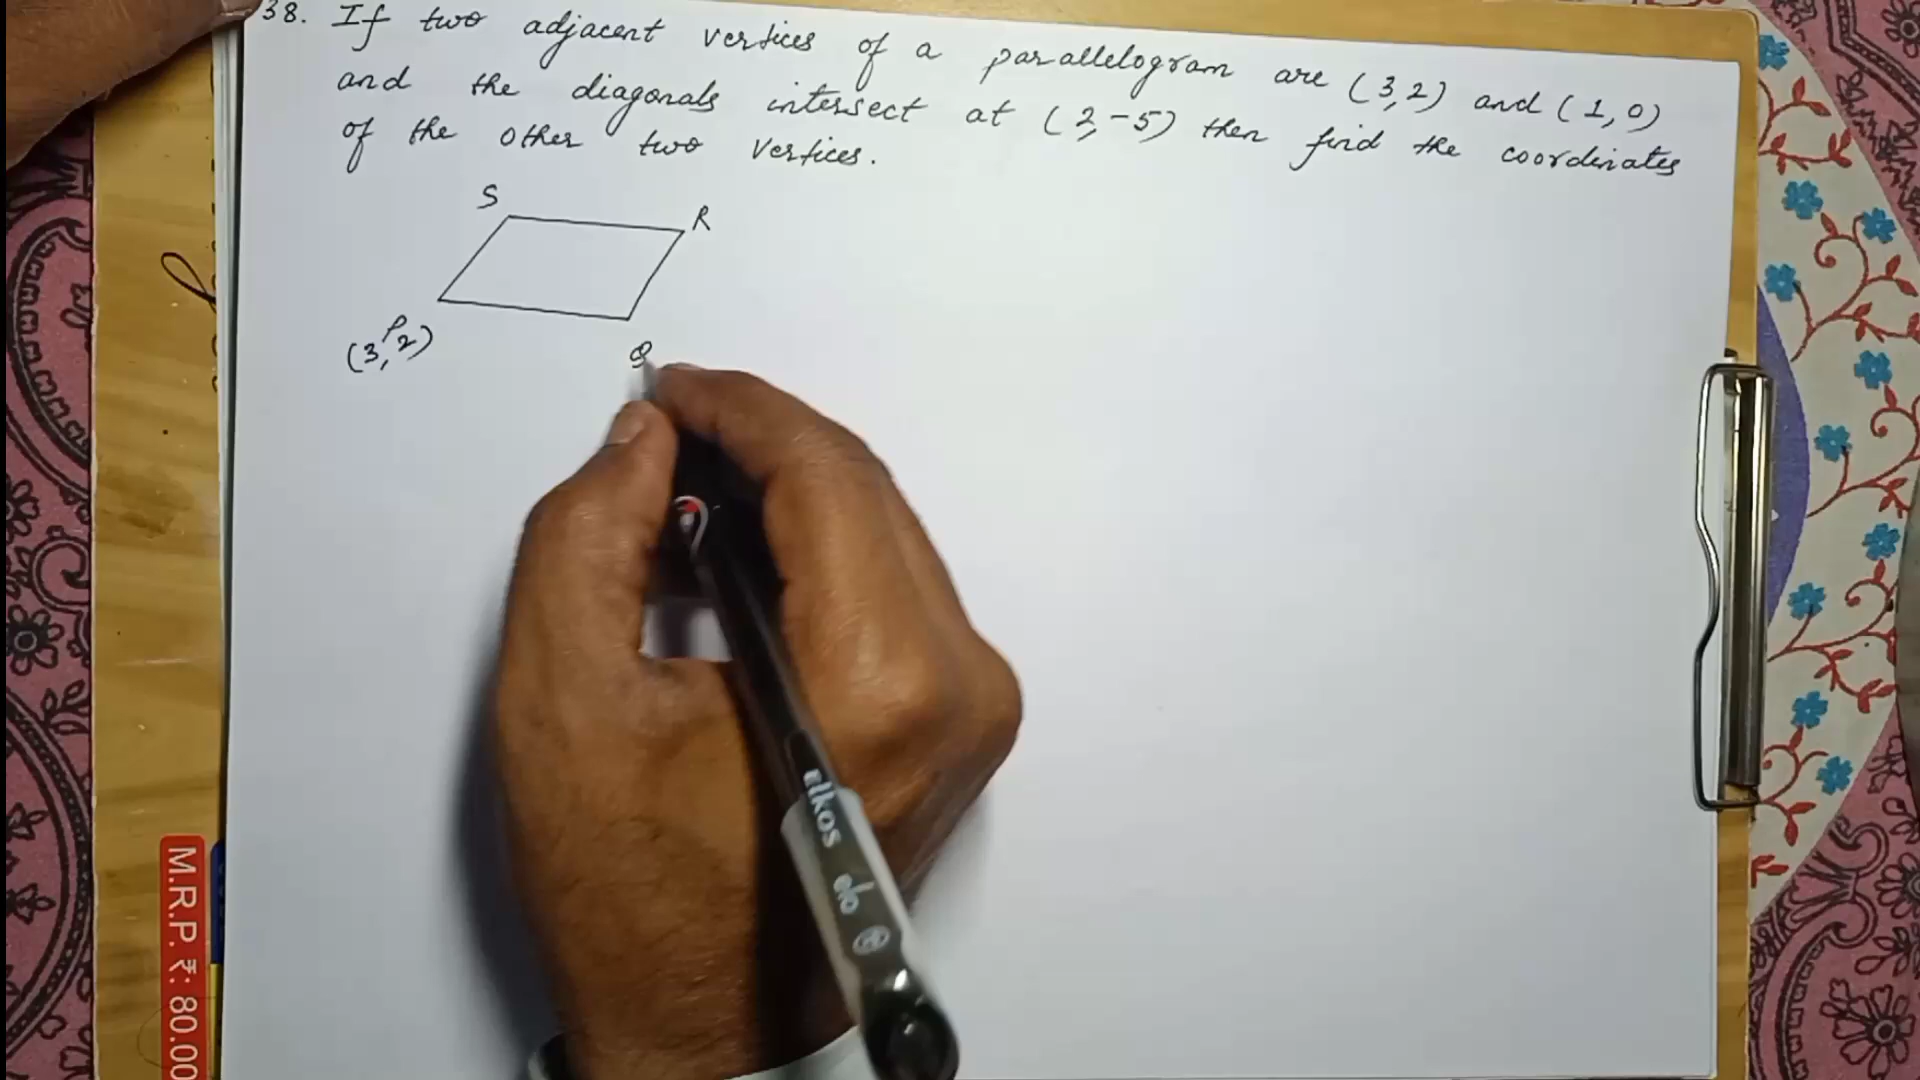 38. If two adjacent vertices of a parallelogram are (3,2) and (1,0)
and the diagonals intersect at (2,-5) then find the coordinates
of the other two vertices.
S
R
P
(3,2)
Q
elkos elo
M.R.P. ₹: 80.00